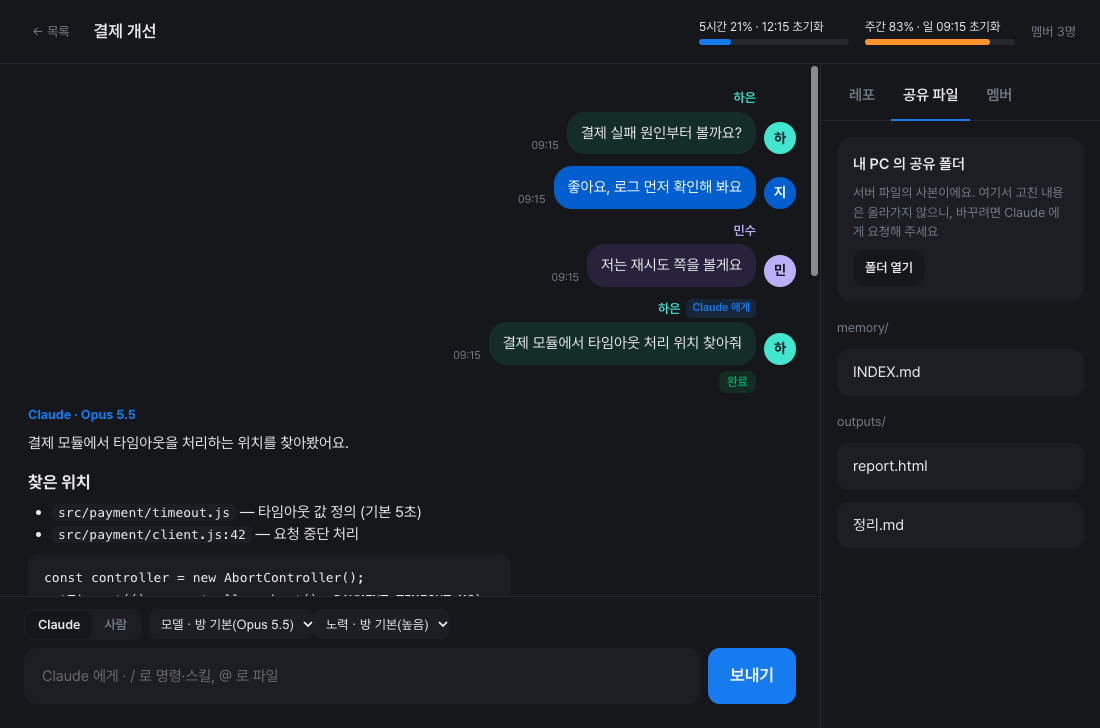 ← 목록
결제 개선
5시간 21% · 12:15 초기화
주간 83% · 일 09:15 초기화
멤버 3명
하은
결제 실패 원인부터 볼까요?
09:15
하
좋아요, 로그 먼저 확인해 봐요
09:15
지
민수
저는 재시도 쪽을 볼게요
09:15
민
하은 Claude 에게
결제 모듈에서 타임아웃 처리 위치 찾아줘
09:15
하
완료
Claude · Opus 5.5
결제 모듈에서 타임아웃을 처리하는 위치를 찾아봤어요.
찾은 위치
• src/payment/timeout.js — 타임아웃 값 정의 (기본 5초)
• src/payment/client.js:42 — 요청 중단 처리
const controller = new AbortController();
Claude
사람
모델 · 방 기본(Opus 5.5)
노력 · 방 기본(높음)
Claude 에게 · / 로 명령·스킬, @ 로 파일
보내기
레포
공유 파일
멤버
내 PC 의 공유 폴더
서버 파일의 사본이에요. 여기서 고친 내용
은 올라가지 않으니, 바꾸려면 Claude 에
게 요청해 주세요
폴더 열기
memory/
INDEX.md
outputs/
report.html
정리.md